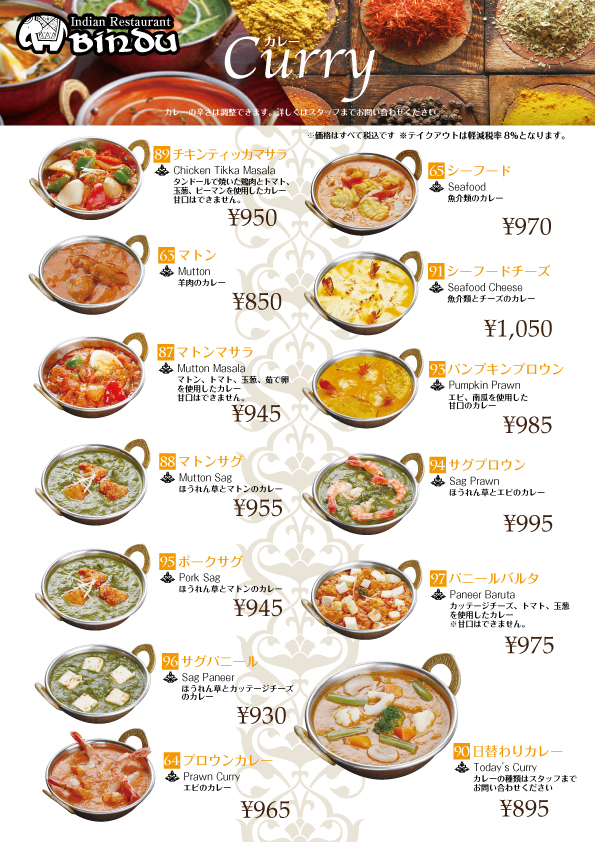 Indian Restaurant
BINDU
カレー
Curry
カレーの辛さは調整できます。詳しくはスタッフまでお問い合わせください。
※価格はすべて税込です ※テイクアウトは軽減税率8%となります。
89 チキンティッカマサラ
Chicken Tikka Masala
タンドールで焼いた鶏肉とトマト、
玉葱、ピーマンを使用したカレー
甘口はできません。
¥950
63 マトン
Mutton
羊肉のカレー
¥850
87 マトンマサラ
Mutton Masala
マトン、トマト、玉葱、茹で卵
を使用したカレー
甘口はできません。
¥945
88 マトンサグ
Mutton Sag
ほうれん草とマトンのカレー
¥955
95 ポークサグ
Pork Sag
ほうれん草とマトンのカレー
¥945
96 サグパニール
Sag Paneer
ほうれん草とカッテージチーズ
のカレー
¥930
64 プロウンカレー
Prawn Curry
エビのカレー
¥965
65 シーフード
Seafood
魚介類のカレー
¥970
91 シーフードチーズ
Seafood Cheese
魚介類とチーズのカレー
¥1,050
93 パンプキンプロウン
Pumpkin Prawn
エビ、南瓜を使用した
甘口のカレー
¥985
94 サグプロウン
Sag Prawn
ほうれん草とエビのカレー
¥995
97 パニールバルタ
Paneer Baruta
カッテージチーズ、トマト、玉葱
を使用したカレー
※甘口はできません。
¥975
90 日替わりカレー
Today's Curry
カレーの種類はスタッフまで
お問い合わせください
¥895